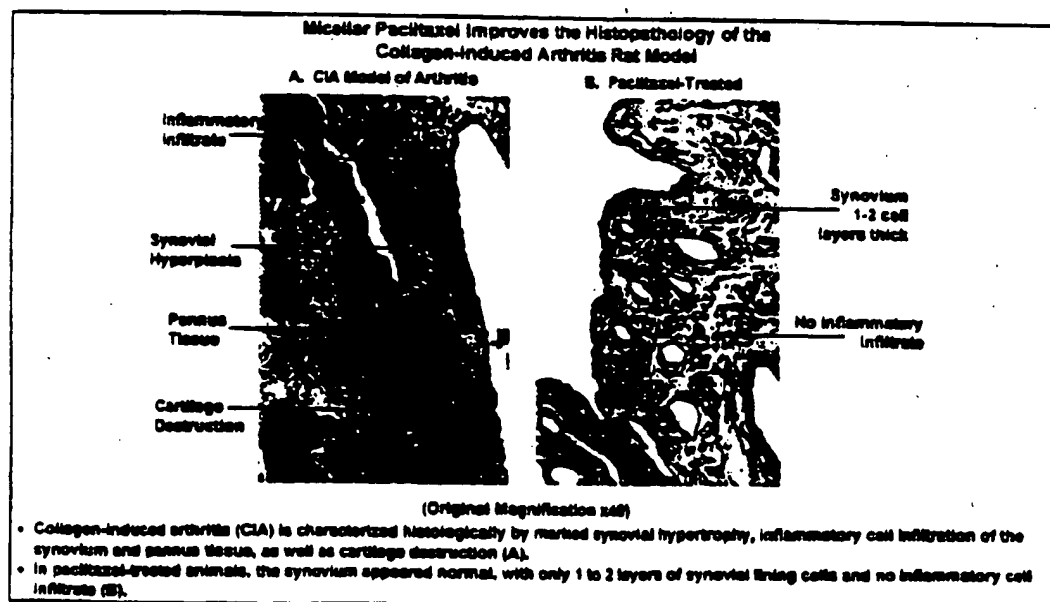 Micellar Paclitaxel Improves the Histopathology of the
Collagen-Induced Arthritis Rat Model
A. CIA Model of Arthritis
B. Paclitaxel-Treated
Inflammatory
Infiltrate
Synovial
Hyperplasia
Pannus
Tissue
Cartilage
Destruction
Synovium
1-2 cell
layers thick
No Inflammatory
Infiltrate
(Original Magnification x40)
• Collagen-induced arthritis (CIA) is characterized histologically by marked synovial hypertrophy, inflammatory cell infiltration of the
synovium and pannus tissue, as well as cartilage destruction (A).
• In paclitaxel-treated animals, the synovium appeared normal, with only 1 to 2 layers of synovial lining cells and no inflammatory cell
infiltrate (B).